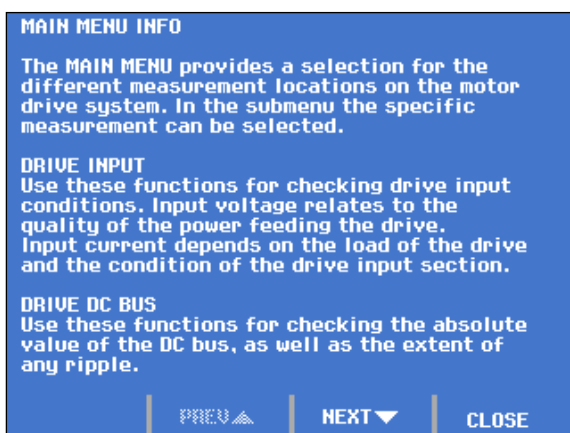 MAIN MENU INFO
The MAIN MENU provides a selection for the
different measurement locations on the motor
drive system. In the submenu the specific
measurement can be selected.
DRIVE INPUT
Use these functions for checking drive input
conditions. Input voltage relates to the
quality of the power feeding the drive.
Input current depends on the load of the drive
and the condition of the drive input section.
DRIVE DC BUS
Use these functions for checking the absolute
value of the DC bus, as well as the extent of
any ripple.
PREV▲ NEXT▼ CLOSE